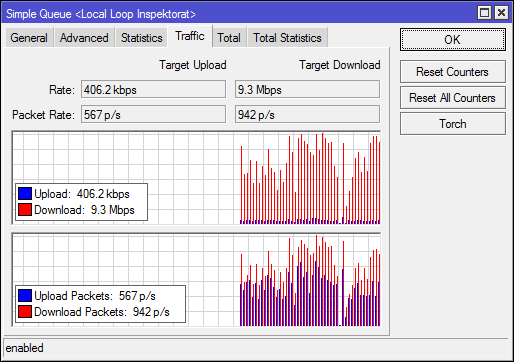 Simple Queue <Local Loop Inspektorat>
General Advanced Statistics Traffic Total Total Statistics
OK
Reset Counters
Reset All Counters
Torch
Target Upload Target Download
Rate: 406.2 kbps 9.3 Mbps
Packet Rate: 567 p/s 942 p/s
Upload: 406.2 kbps
Download: 9.3 Mbps
Upload Packets: 567 p/s
Download Packets: 942 p/s
enabled